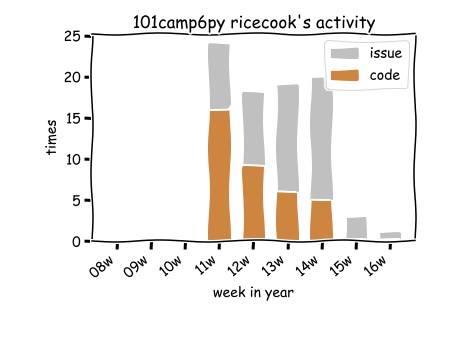 101camp6py ricecook's activity
issue
code
times
25
20
15
10
5
0
08w 09w 10w 11w 12w 13w 14w 15w 16w
week in year